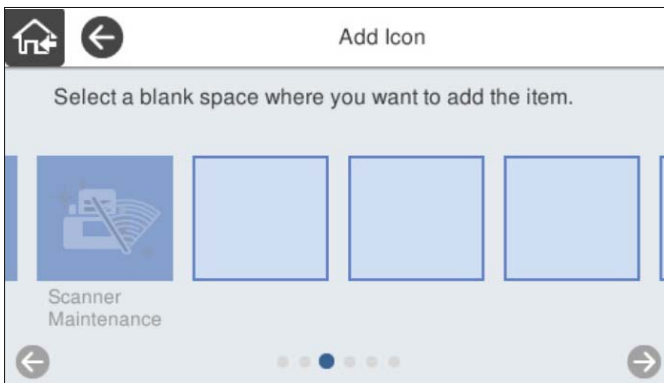 Add Icon
Select a blank space where you want to add the item.
Scanner
Maintenance